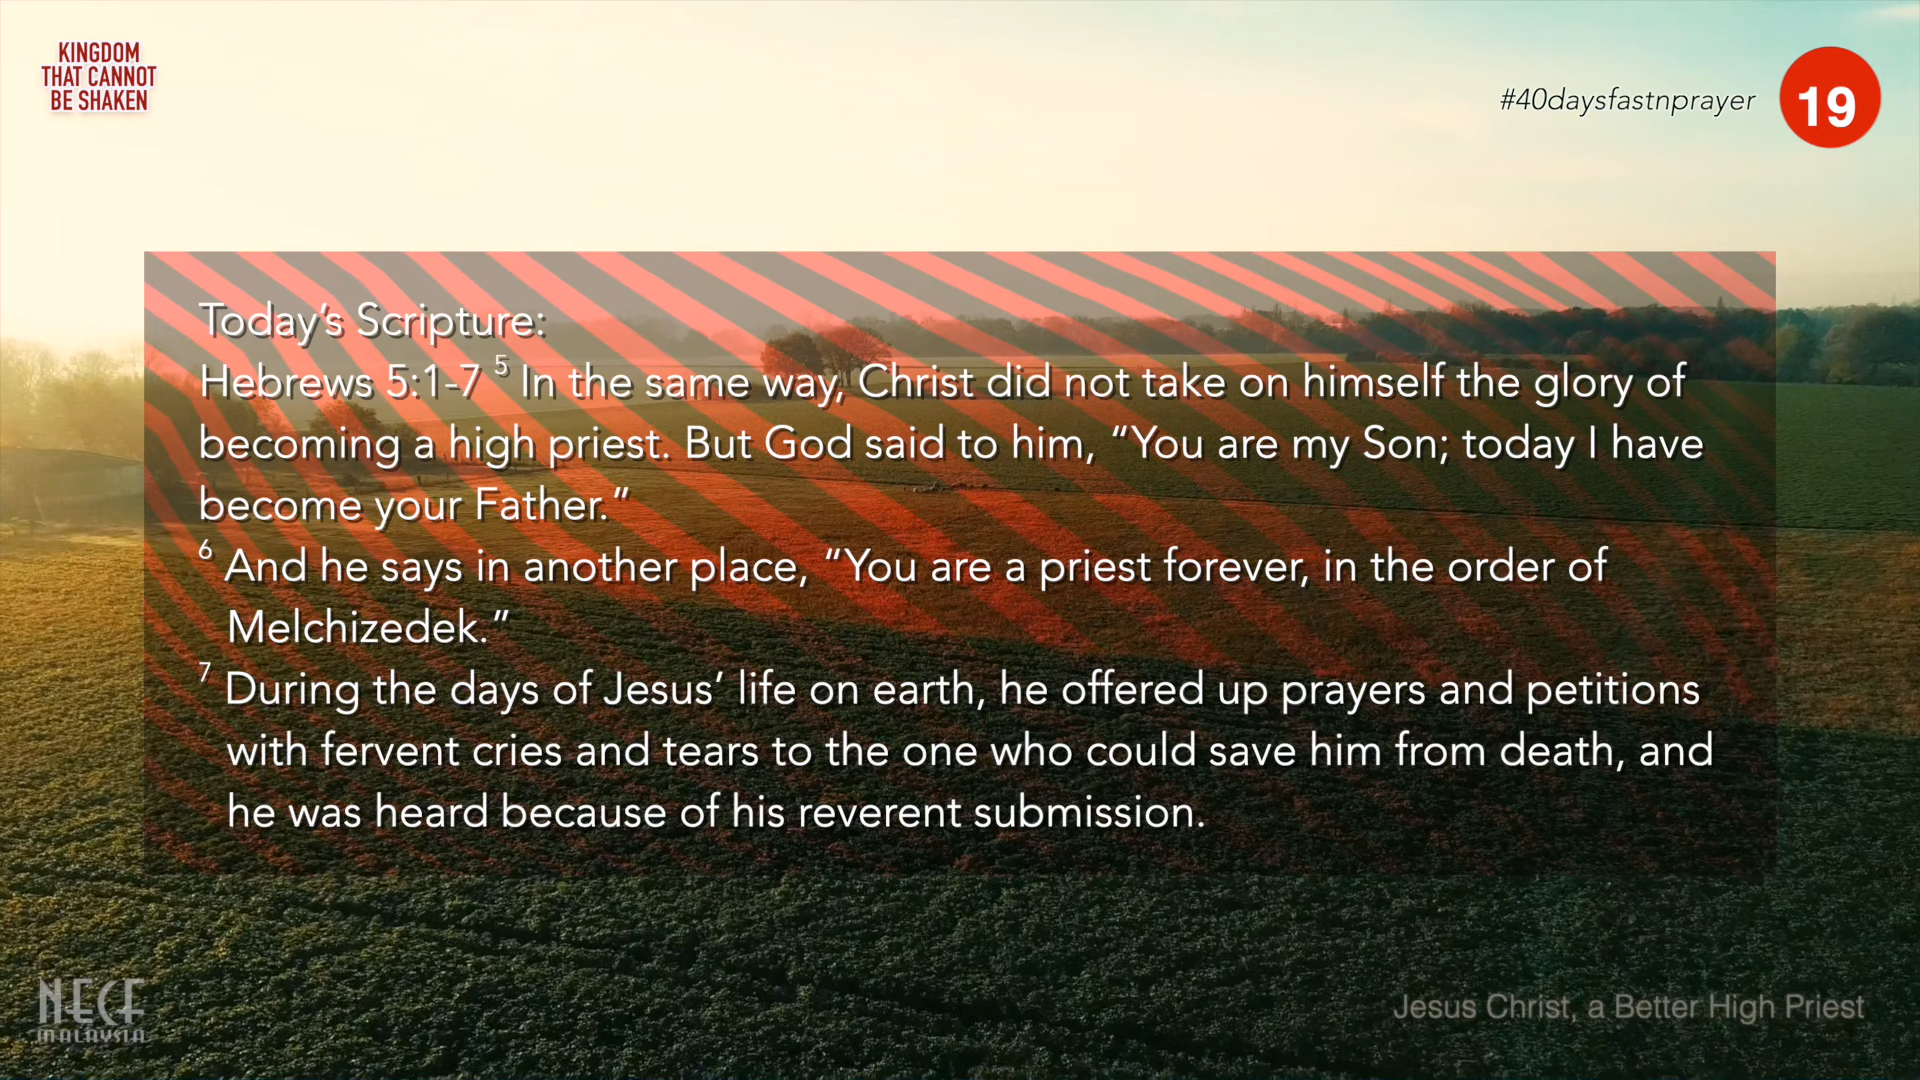 KINGDOM
THAT CANNOT
BE SHAKEN
#40daysfastnprayer
19
Today's Scripture:
Hebrews 5:1-7 ⁵ In the same way, Christ did not take on himself the glory of
becoming a high priest. But God said to him, “You are my Son; today I have
become your Father.”
⁶ And he says in another place, “You are a priest forever, in the order of
Melchizedek.”
⁷ During the days of Jesus’ life on earth, he offered up prayers and petitions
with fervent cries and tears to the one who could save him from death, and
he was heard because of his reverent submission.
NECF
MALAYSIA
Jesus Christ, a Better High Priest